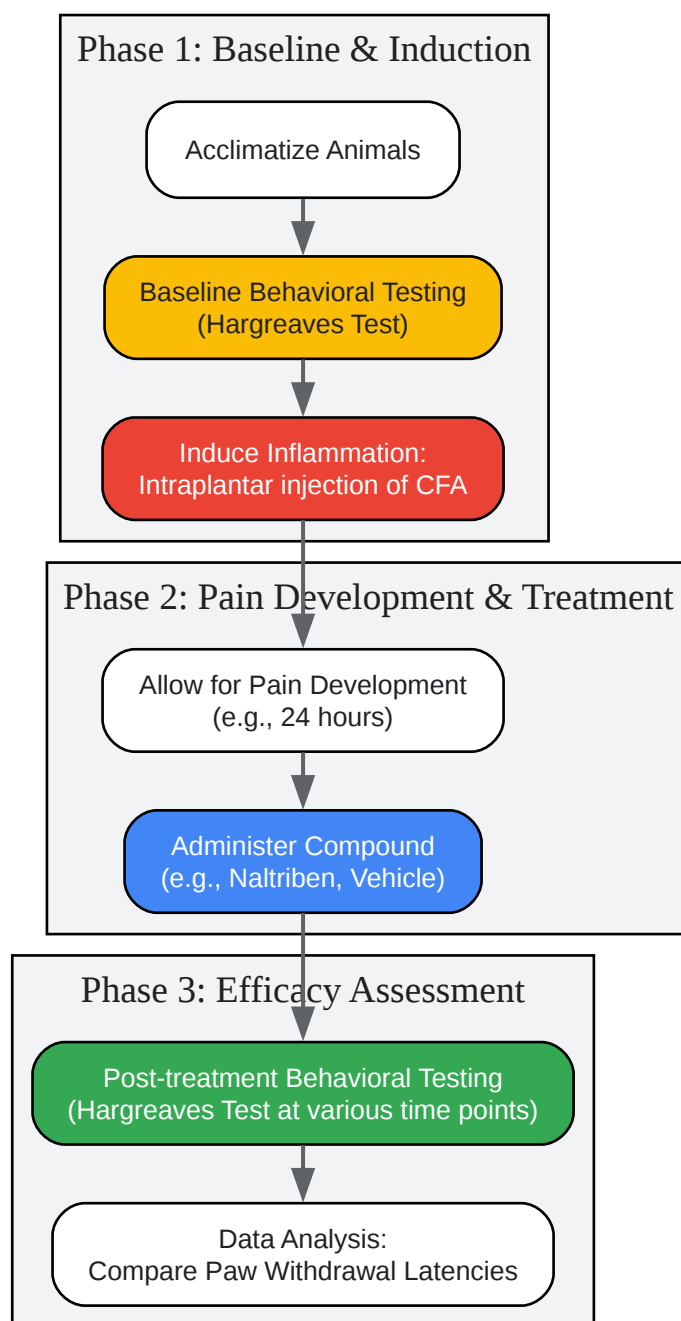 Phase 1: Baseline & Induction
Acclimatize Animals
Baseline Behavioral Testing
(Hargreaves Test)
Induce Inflammation:
Intraplantar injection of CFA
Phase 2: Pain Development & Treatment
Allow for Pain Development
(e.g., 24 hours)
Administer Compound
(e.g., Naltriben, Vehicle)
Phase 3: Efficacy Assessment
Post-treatment Behavioral Testing
(Hargreaves Test at various time points)
Data Analysis:
Compare Paw Withdrawal Latencies